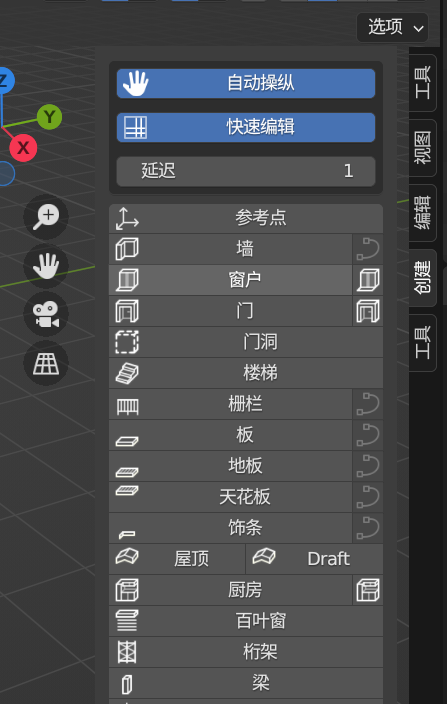 选项
Z
Y
X
自动操纵
快速编辑
延迟 1
参考点
墙
窗户
门
门洞
楼梯
栅栏
板
地板
天花板
饰条
屋顶 Draft
厨房
百叶窗
桁架
梁
工具
视图
编辑
创建
工具